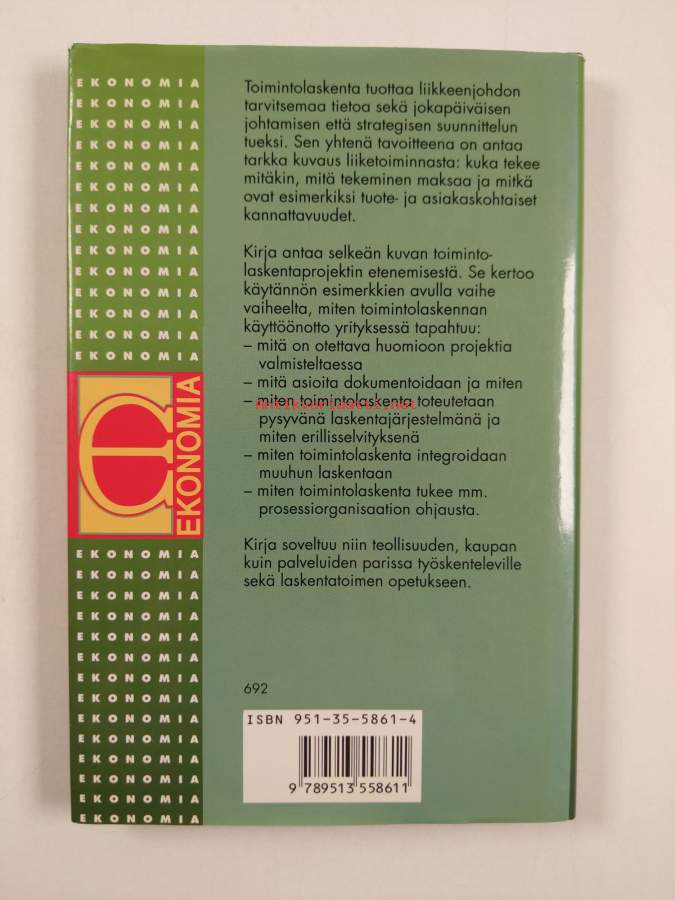 EKONOMIA
EKONOMIA
EKONOMIA
EKONOMIA
EKONOMIA
EKONOMIA
EKONOMIA
EKONOMIA
EKONOMIA
EKONOMIA
EKONOMIA
EKONOMIA
EKONOMIA
EKONOMIA
E EKONOMIA
EKONOMIA
EKONOMIA
EKONOMIA
EKONOMIA
EKONOMIA
EKONOMIA
EKONOMIA
EKONOMIA
EKONOMIA
EKONOMIA
EKONOMIA
EKONOMIA
EKONOMIA
EKONOMIA
Toimintolaskenta tuottaa liikkeenjohdon
tarvitsemaa tietoa sekä jokapäiväisen
johtamisen että strategisen suunnittelun
tueksi. Sen yhtenä tavoitteena on antaa
tarkka kuvaus liiketoiminnasta: kuka tekee
mitäkin, mitä tekeminen maksaa ja mitkä
ovat esimerkiksi tuote- ja asiakaskohtaiset
kannattavuudet.
Kirja antaa selkeän kuvan toiminto-
laskentaprojektin etenemisestä. Se kertoo
käytännön esimerkkien avulla vaihe
vaiheelta, miten toimintolaskennan
käyttöönotto yrityksessä tapahtuu:
– mitä on otettava huomioon projektia
valmisteltaessa
– mitä asioita dokumentoidaan ja miten
– miten toimintolaskenta toteutetaan
antikvariaatti.net
pysyvänä laskentajärjestelmänä ja
miten erillisselvityksenä
– miten toimintolaskenta integroidaan
muuhun laskentaan
– miten toimintolaskenta tukee mm.
prosessiorganisaation ohjausta.
Kirja soveltuu niin teollisuuden, kaupan
kuin palveluiden parissa työskenteleville
sekä laskentatoimen opetukseen.
692
ISBN 951-35-5861-4
9 789513 558611